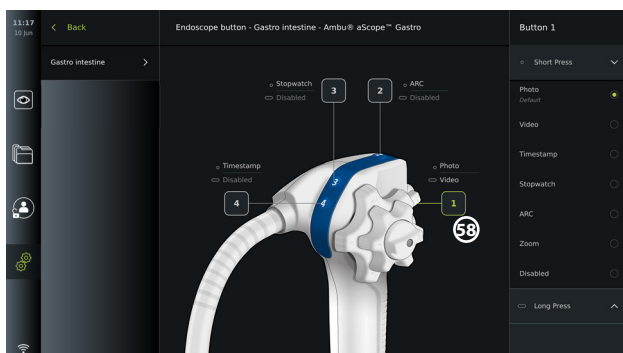 11:17
10 Jun
Back
Endoscope button - Gastro intestine - Ambu® aScope™ Gastro
Button 1
Gastro intestine
Short Press
Photo
Default
Video
Timestamp
Stopwatch
ARC
Zoom
Disabled
Long Press
Stopwatch
Disabled
3
2
ARC
Disabled
Timestamp
Disabled
4
Photo
Video
1
3
4
58